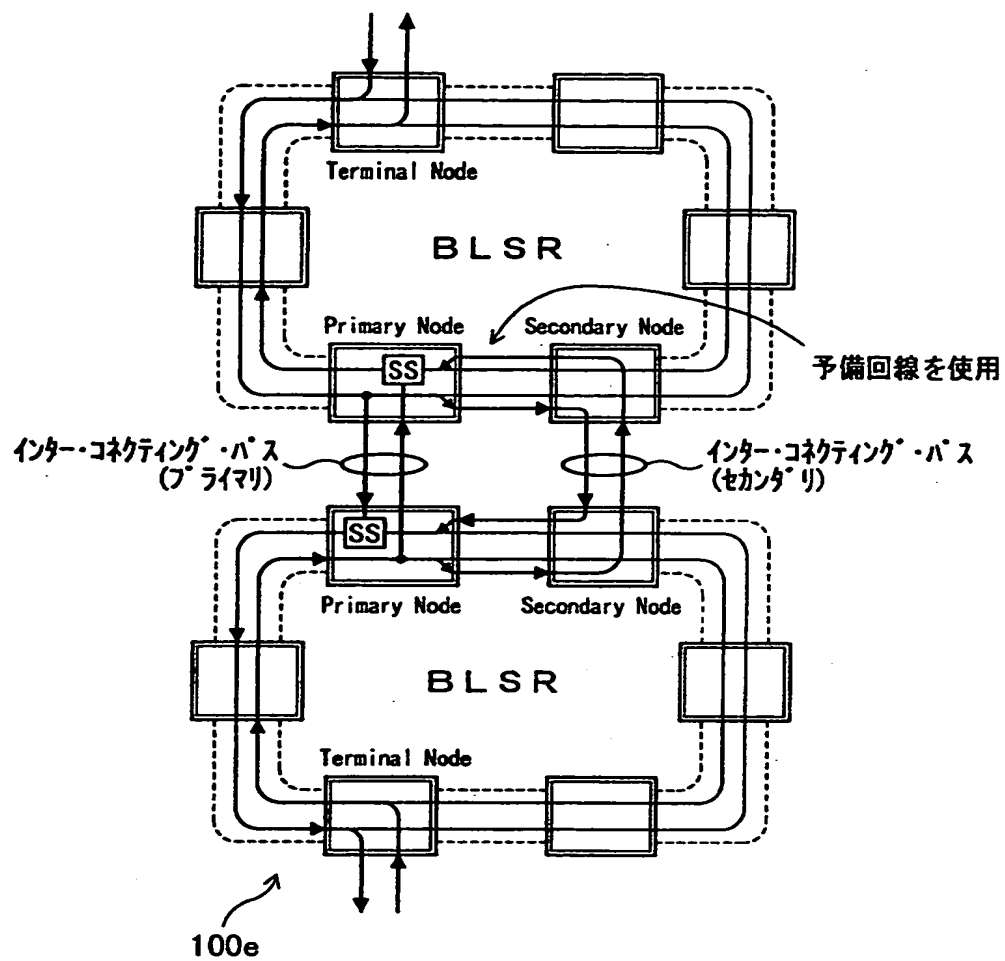 Terminal Node
BLSR
Primary Node
Secondary Node
予備回線を使用
SS
インター・コネクティング・パス
(プライマリ)
インター・コネクティング・パス
(セカンダリ)
SS
Primary Node
Secondary Node
BLSR
Terminal Node
100e